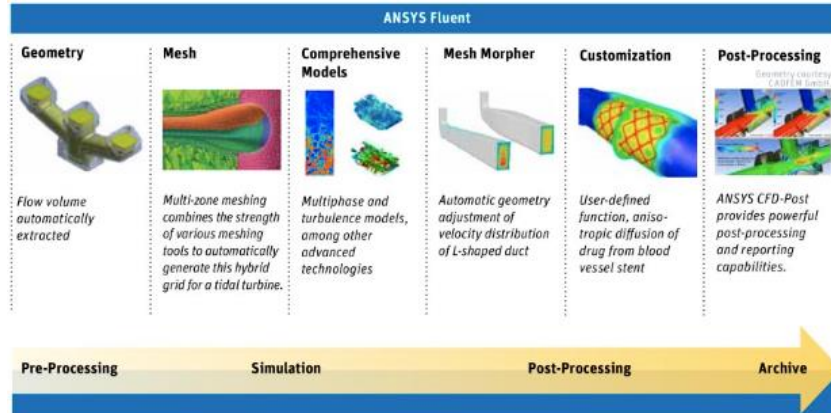 ANSYS Fluent
Geometry
Flow volume
automatically
extracted
Mesh
Multi-zone meshing
combines the strength
of various meshing
tools to automatically
generate this hybrid
grid for a tidal turbine.
Comprehensive
Models
Multiphase and
turbulence models,
among other
advanced
technologies
Mesh Morpher
Automatic geometry
adjustment of
velocity distribution
of L-shaped duct
Customization
User-defined
function, aniso-
tropic diffusion of
drug from blood
vessel stent
Post-Processing
Geometry courtesy
CADFEM GmbH.
ANSYS CFD-Post
provides powerful
post-processing
and reporting
capabilities.
Pre-Processing
Simulation
Post-Processing
Archive